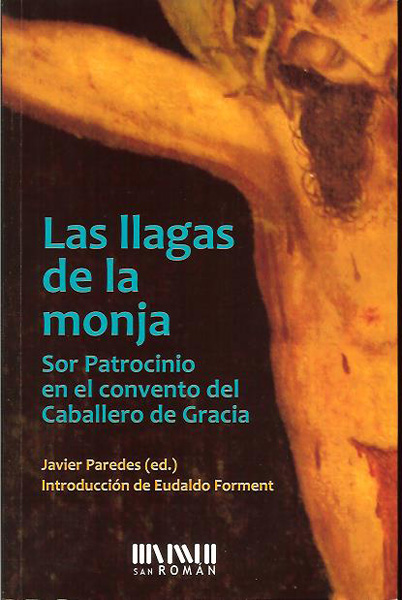 Las llagas
de la
monja
Sor Patrocinio
en el convento del
Caballero de Gracia
Javier Paredes (ed.)
Introducción de Eudaldo Forment
SAN ROMÁN